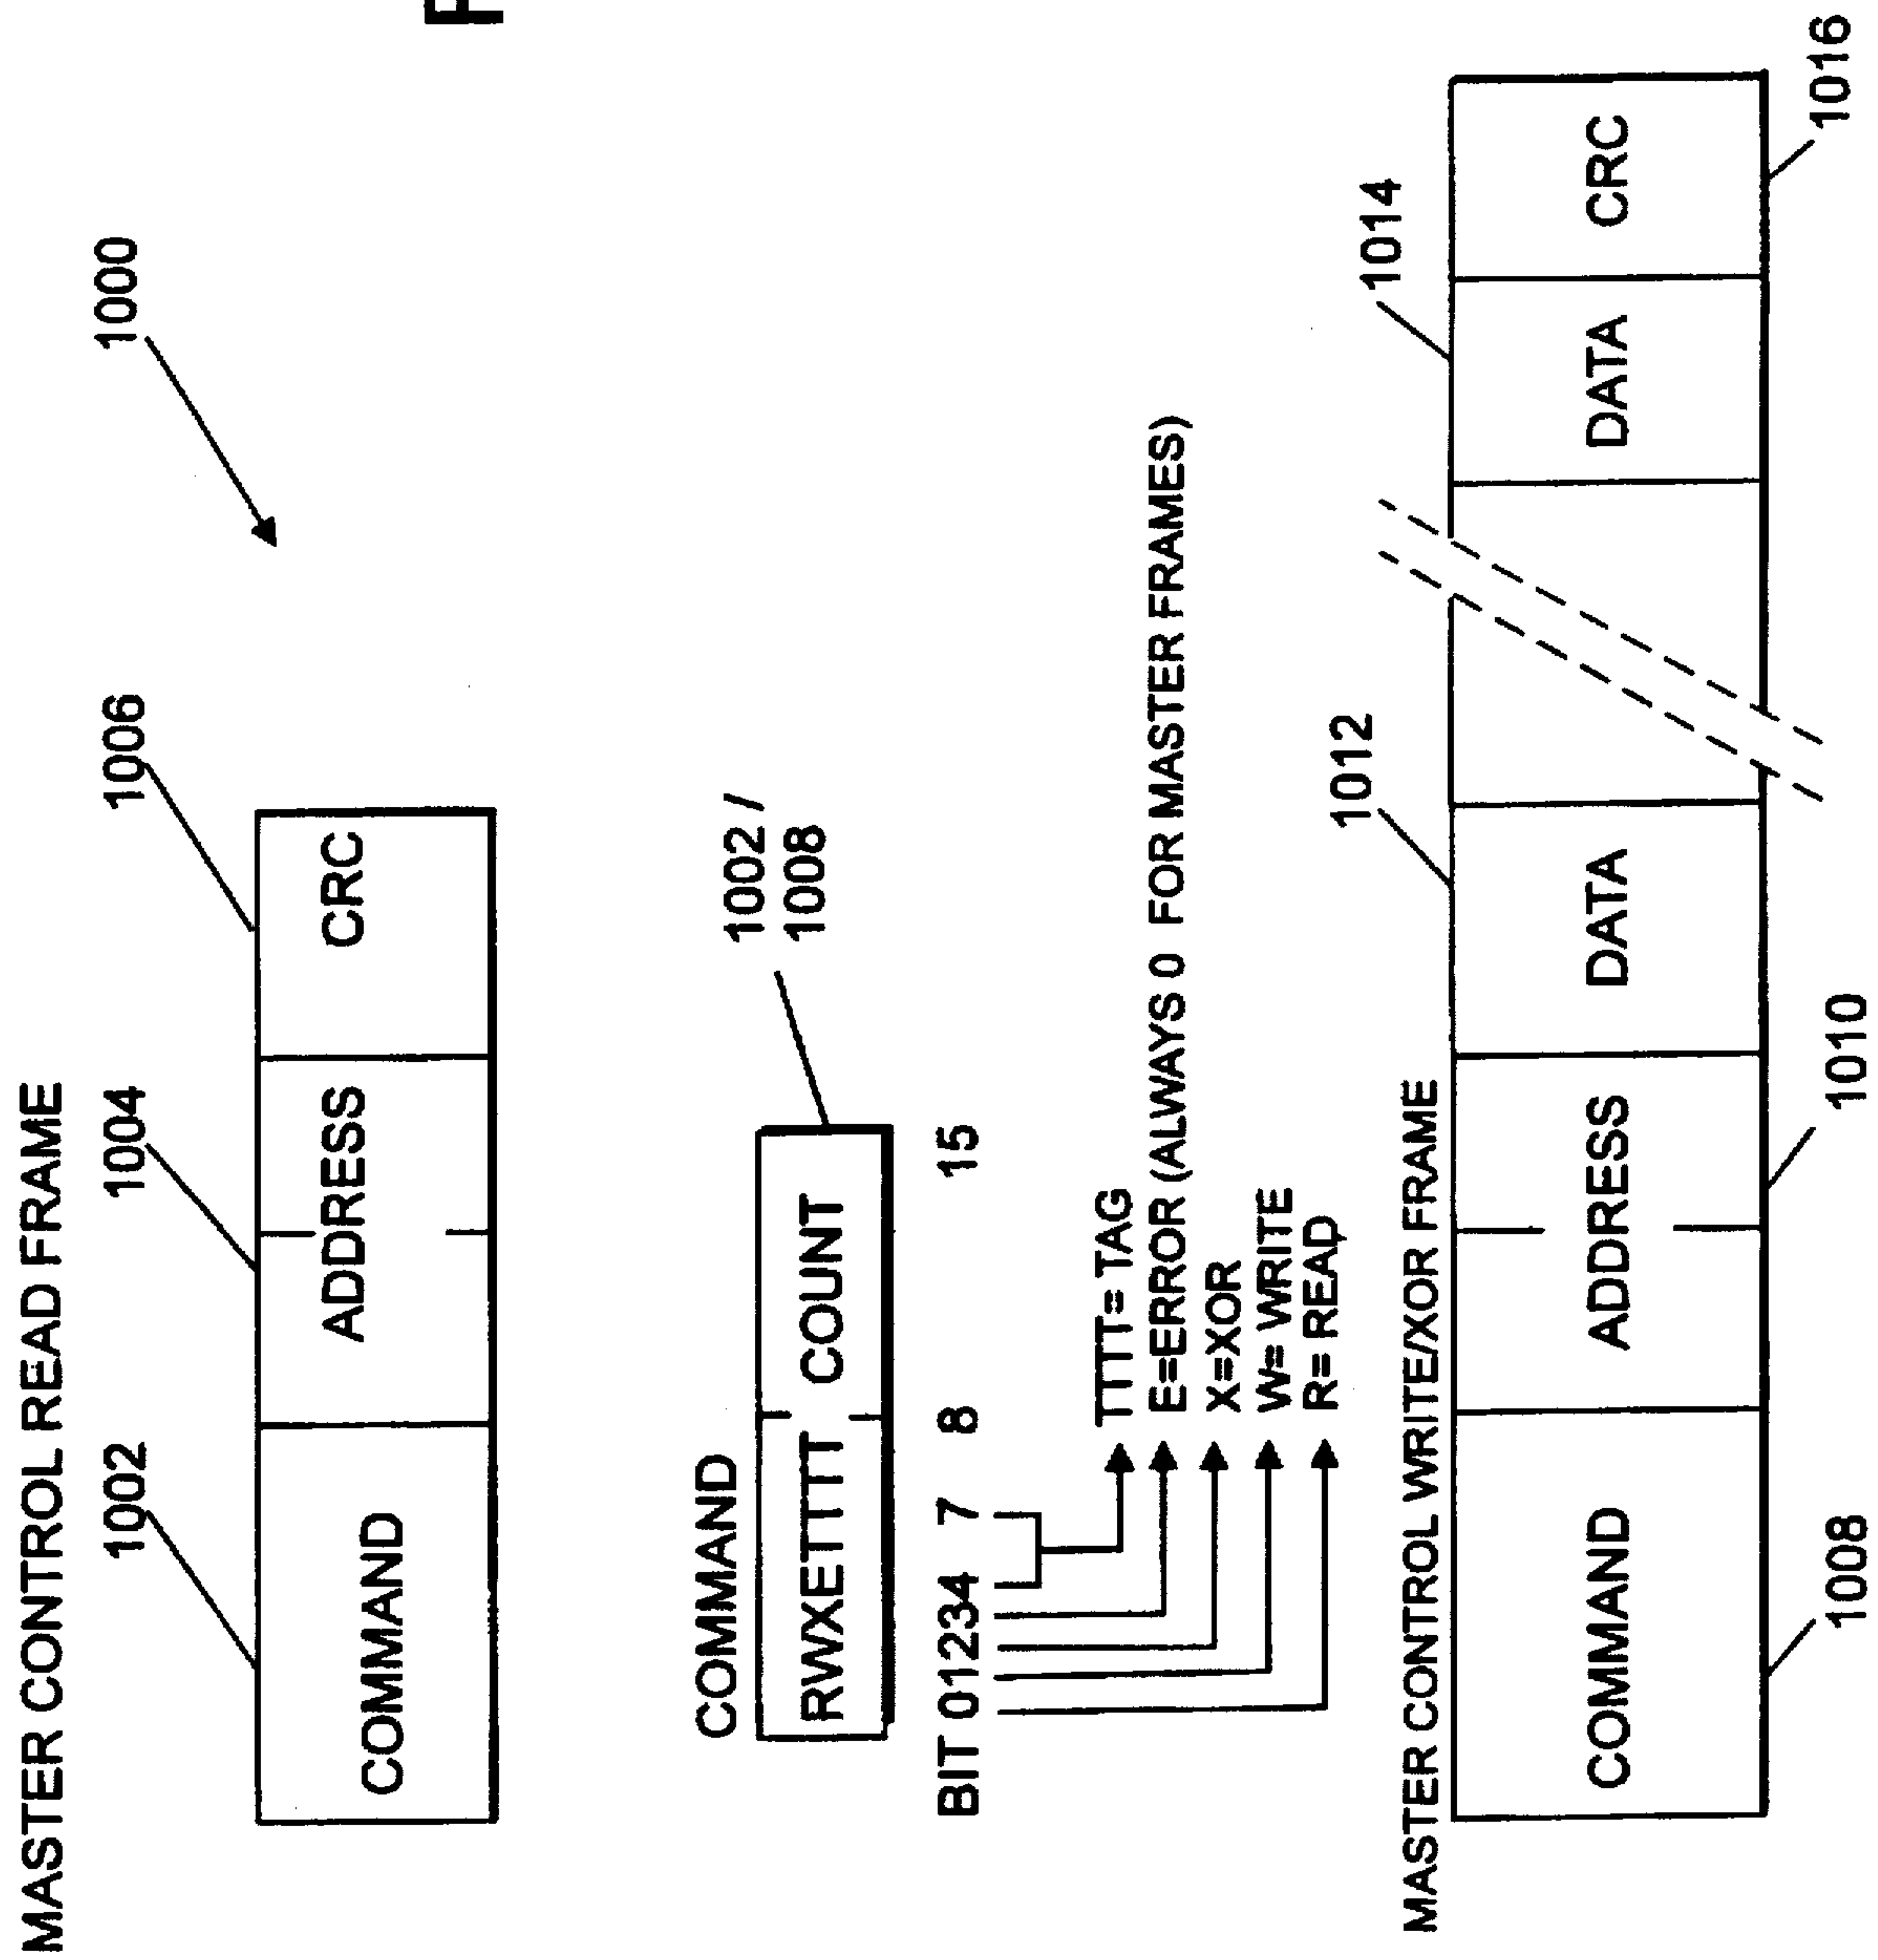 MASTER CONTROL READ FRAME
1000
1002
1004
1006
COMMAND
ADDRESS
CRC
COMMAND
1002 /
1008
RWXETTTT COUNT
BIT 01234 7 8 15
TTTT= TAG
E=ERROR (ALWAYS 0 FOR MASTER FRAMES)
X=XOR
W= WRITE
R= READ
MASTER CONTROL WRITE/XOR FRAME
1012
1014
COMMAND
ADDRESS
DATA
DATA
CRC
1008
1010
1016